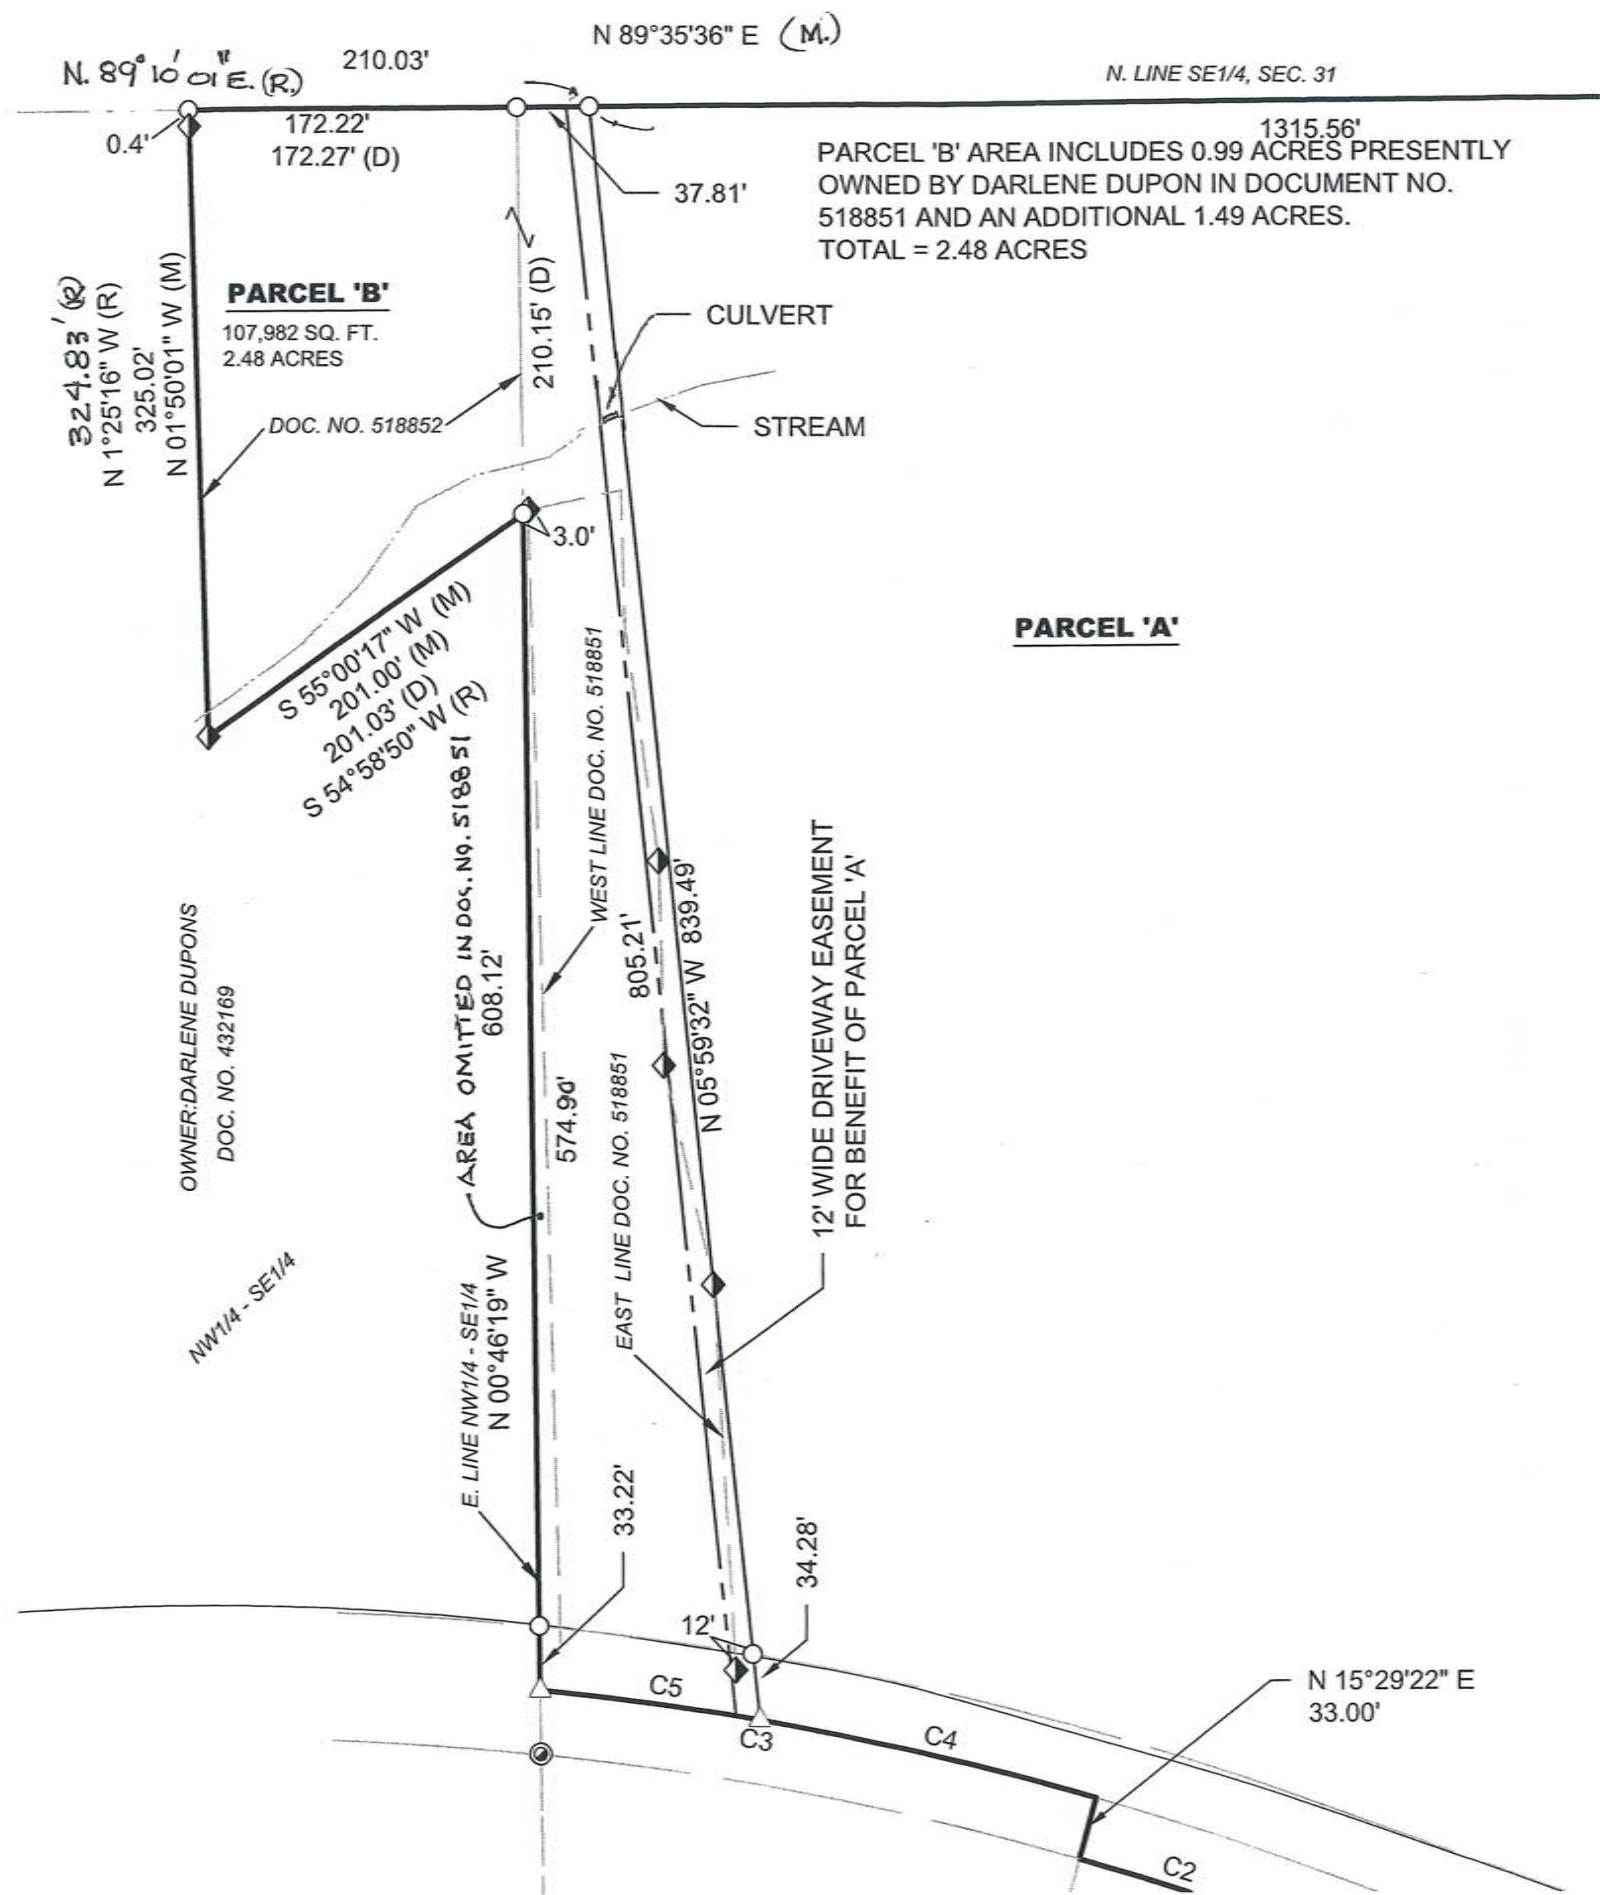 N 89°35'36" E (M.)
N. 89°10'01"E. (R.)
210.03'
N. LINE SE1/4, SEC. 31
0.4'
172.22'
172.27' (D)
37.81'
1315.56'
PARCEL 'B' AREA INCLUDES 0.99 ACRES PRESENTLY
OWNED BY DARLENE DUPON IN DOCUMENT NO.
518851 AND AN ADDITIONAL 1.49 ACRES.
TOTAL = 2.48 ACRES
324.83' (R)
N 1°25'16" W (R)
325.02'
N 01°50'01" W (M)
PARCEL 'B'
107,982 SQ. FT.
2.48 ACRES
210.15' (D)
CULVERT
DOC. NO. 518852
STREAM
3.0'
S 55°00'17" W (M)
201.00' (M)
201.03' (D)
S 54°58'50" W (R)
PARCEL 'A'
WEST LINE DOC. NO. 518851
AREA OMITTED IN DOC. NO. 518851
608.12'
805.21'
N 05°59'32" W 839.49'
12' WIDE DRIVEWAY EASEMENT
FOR BENEFIT OF PARCEL 'A'
OWNER:DARLENE DUPONS
DOC. NO. 432169
574.90'
EAST LINE DOC. NO. 518851
NW1/4 - SE1/4
E. LINE NW1/4 - SE1/4
N 00°46'19" W
33.22'
34.28'
12'
C5
C3
C4
N 15°29'22" E
33.00'
C2